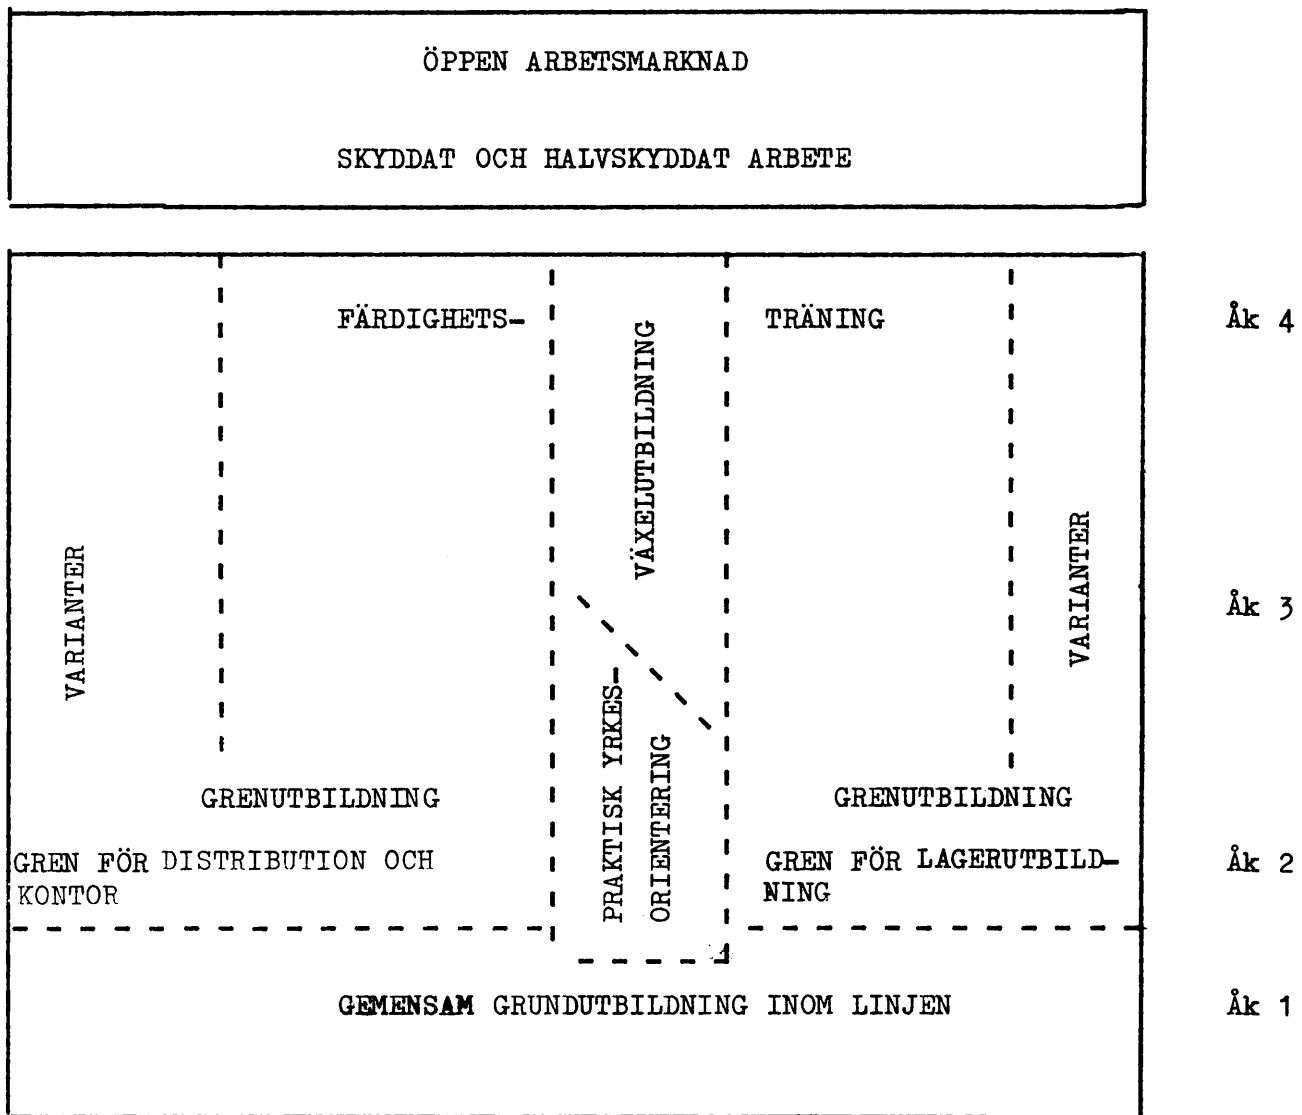 ÖPPEN ARBETSMARKNAD
SKYDDAT OCH HALVSKYDDAT ARBETE
FÄRDIGHETS-
TRÄNING
Åk 4
VÄXELUTBILDNING
VARIANTER
VARIANTER
Åk 3
PRAKTISK YRKES-
ORIENTERING
GRENUTBILDNING
GRENUTBILDNING
GREN FÖR DISTRIBUTION OCH
KONTOR
GREN FÖR LAGERUTBILD-
NING
Åk 2
GEMENSAM GRUNDUTBILDNING INOM LINJEN
Åk 1